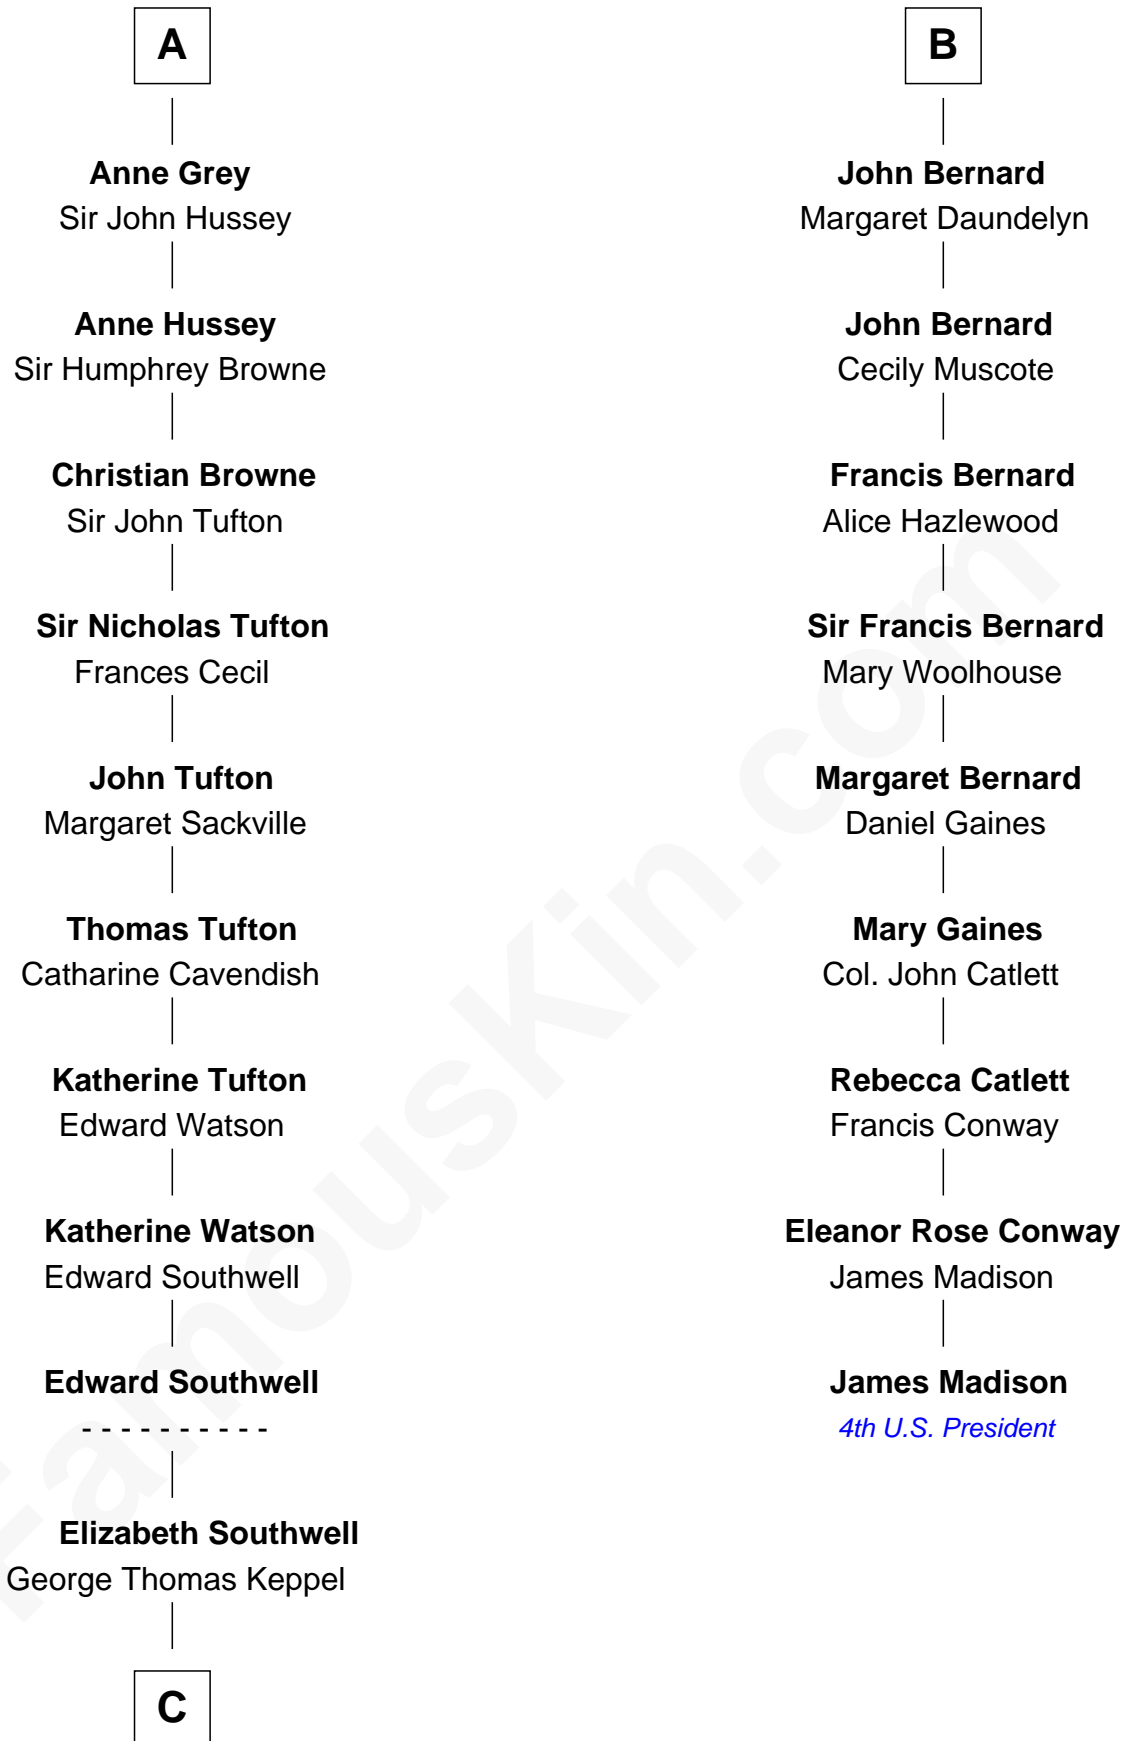 A
Anne Grey
Sir John Hussey
Anne Hussey
Sir Humphrey Browne
Christian Browne
Sir John Tufton
Sir Nicholas Tufton
Frances Cecil
John Tufton
Margaret Sackville
Thomas Tufton
Catharine Cavendish
Katherine Tufton
Edward Watson
Katherine Watson
Edward Southwell
Edward Southwell
- - - - - - - - - -
Elizabeth Southwell
George Thomas Keppel
C
B
John Bernard
Margaret Daundelyn
John Bernard
Cecily Muscote
Francis Bernard
Alice Hazlewood
Sir Francis Bernard
Mary Woolhouse
Margaret Bernard
Daniel Gaines
Mary Gaines
Col. John Catlett
Rebecca Catlett
Francis Conway
Eleanor Rose Conway
James Madison
James Madison
4th U.S. President
FamousKin.com